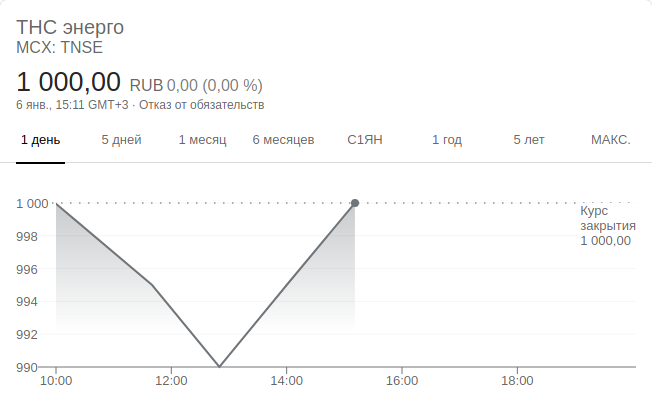 ТНС энерго
MCX: TNSE
1 000,00 RUB 0,00 (0,00 %)
6 янв., 15:11 GMT+3 · Отказ от обязательств
1 день 5 дней 1 месяц 6 месяцев С1ЯН 1 год 5 лет МАКС.
1 000
998
996
994
992
990
Курс
закрытия
1 000,00
10:00 12:00 14:00 16:00 18:00